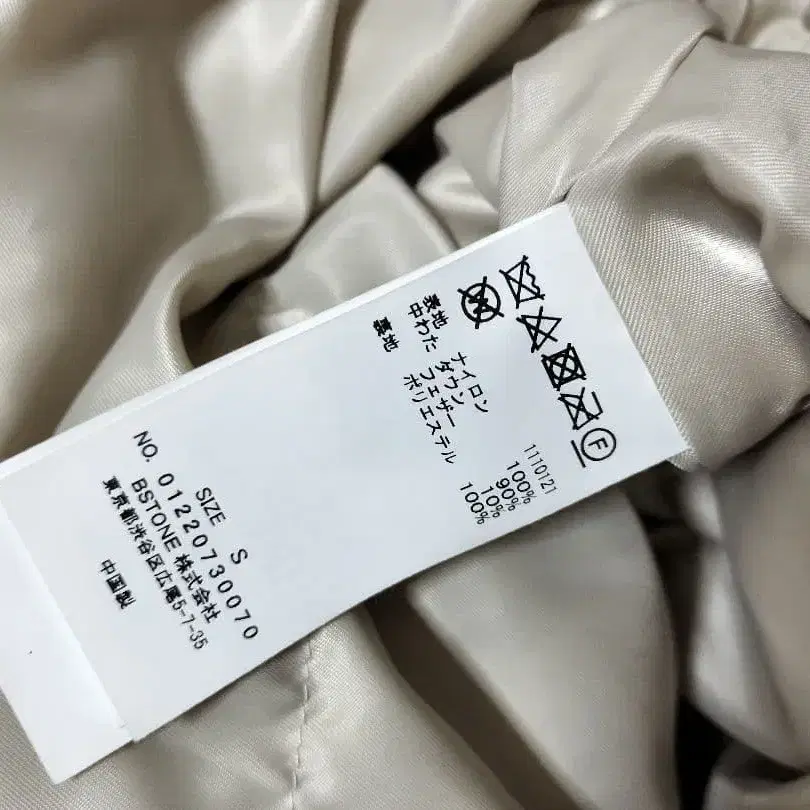 F
W
1110121
表地 ナイロン 100%
中わた ダウン 90%
フェザー 10%
裏地 ポリエステル 100%
SIZE S
NO. 01220730070
BSTONE 株式会社
東京都渋谷区広尾5-7-35
中国製